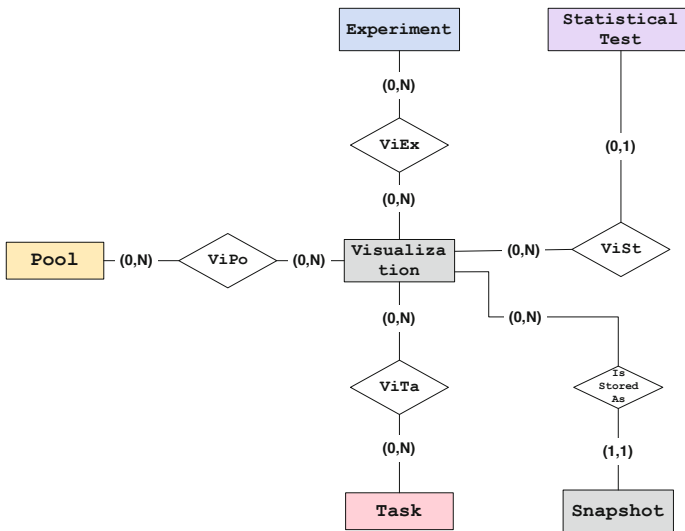 Experiment
Statistical
Test
(0,N)
ViEx
(0,1)
(0,N)
Pool
(0,N)
ViPo
(0,N)
Visualiza
tion
(0,N)
ViSt
(0,N)
(0,N)
ViTa
Is
Stored
As
(0,N)
(1,1)
Task
Snapshot